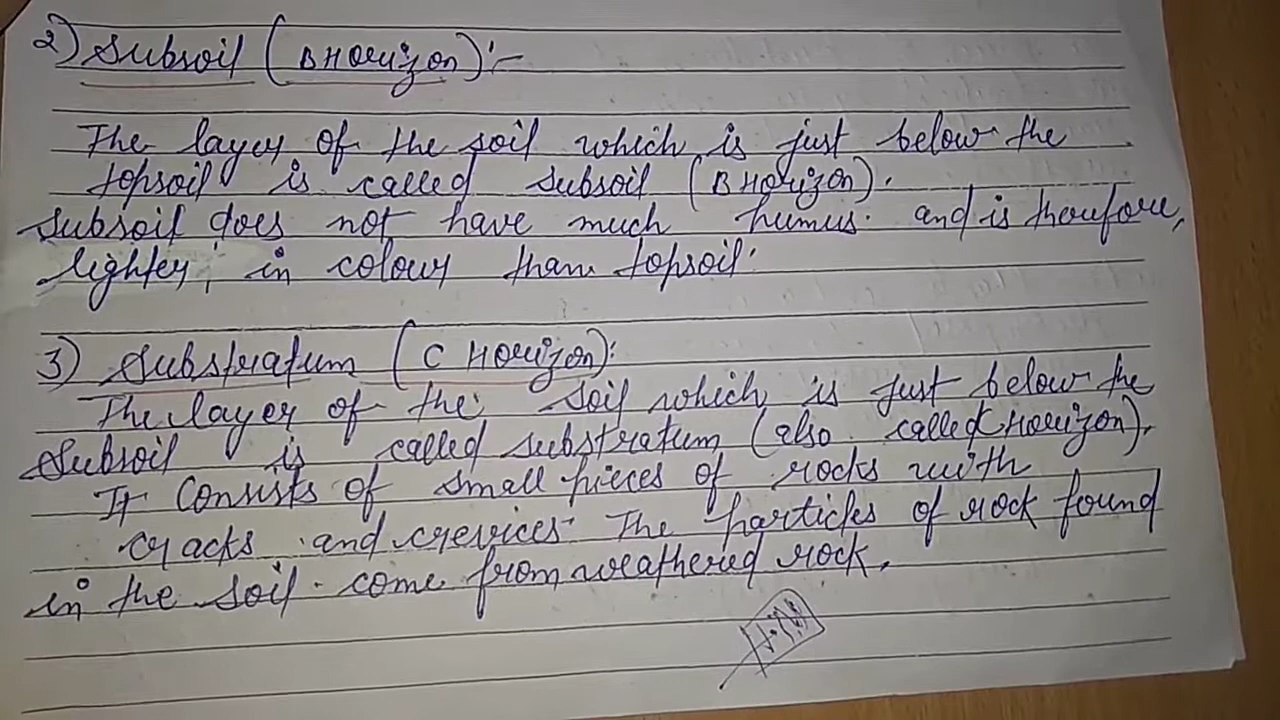 2) Subsoil (B Horizon):-
The layer of the soil which is just below the
topsoil is called subsoil (B Horizon).
Subsoil does not have much humus. and is therefore,
lighter, in colour than topsoil.
3) Substratum (C Horizon):
The layer of the soil which is just below the
Subsoil is called substratum (also called C Horizon).
It consists of small pieces of rocks with
cracks and crevices. The particles of rock found
in the soil. come from weathered rock.